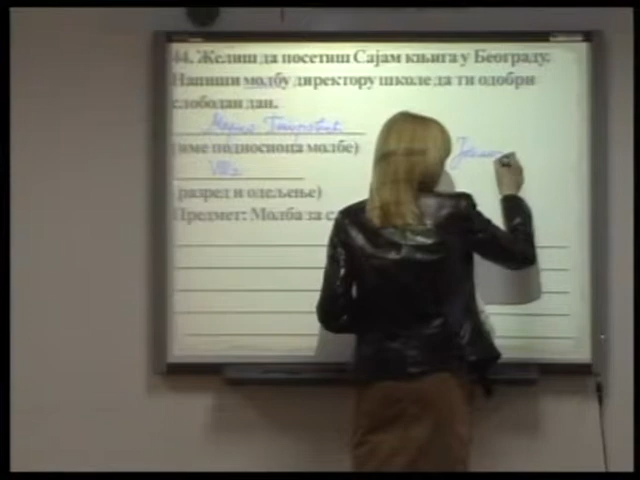 44. Желиш да посетиш Сајам књига у Београду.
Напиши молбу директору школе да ти одобри
слободан дан.
(име подносиоца молбе)
(разред и одељење)
Предмет: Молба за